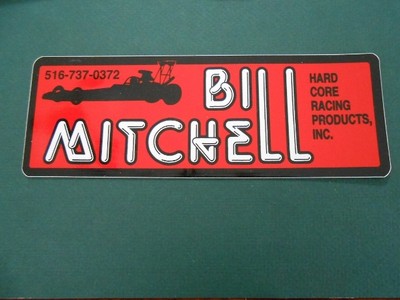 516-737-0372
BILL
MITCHELL
HARD
CORE
RACING
PRODUCTS,
INC.